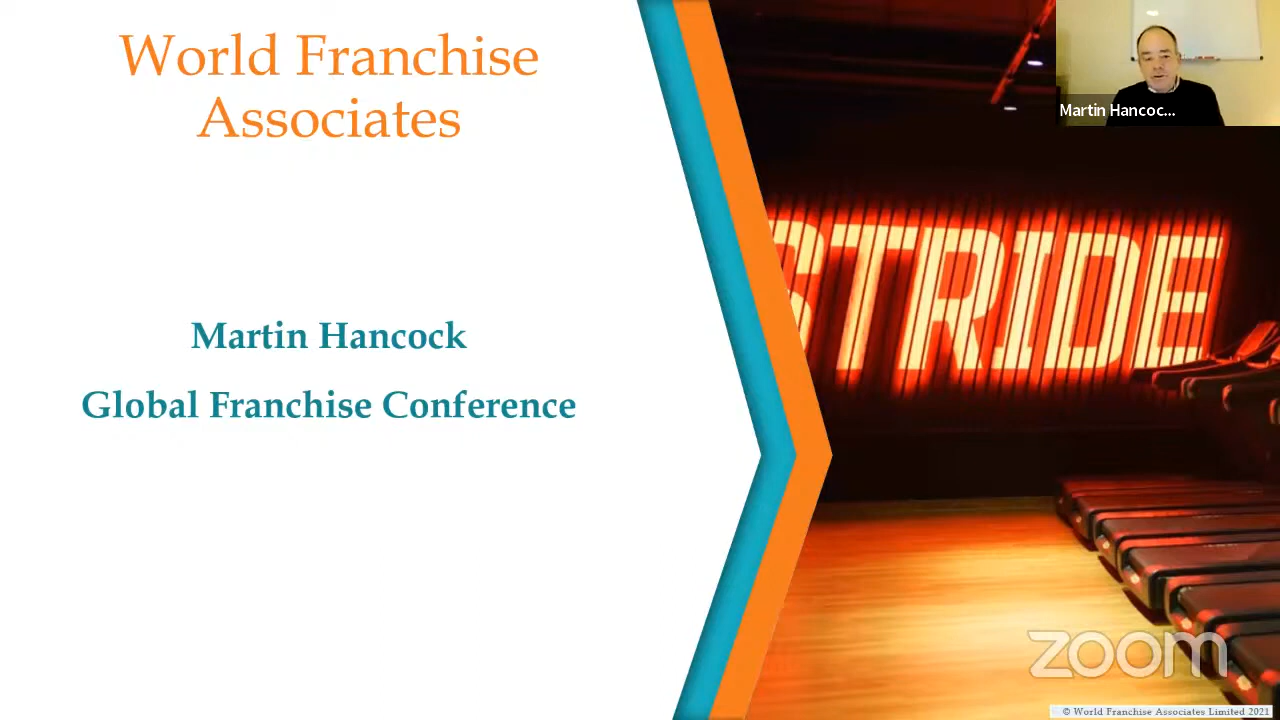 World Franchise
Associates
Martin Hancoc...
STRIDE
Martin Hancock
Global Franchise Conference
zoom
© World Franchise Associates Limited 2021